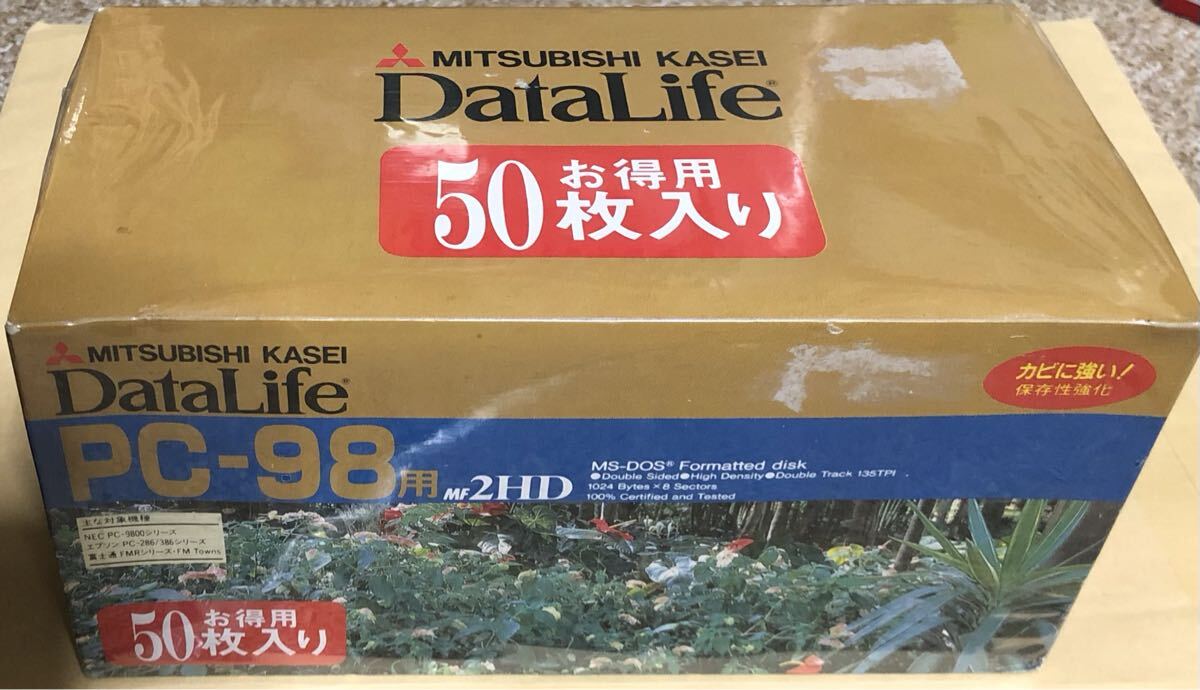 MITSUBISHI KASEI
DataLife®
50お得用
枚入り
MITSUBISHI KASEI
DataLife®
カビに強い!
保存性強化
PC-98用 MF2HD
MS-DOS® Formatted disk
●Double Sided●High Density●Double Track 135TPI
1024 Bytes×8 Sectors
100% Certified and Tested
主な対象機種
NEC PC-9800シリーズ
エプソン PC-286/386シリーズ
富士通 FMRシリーズ・FM Towns
50お得用
枚入り